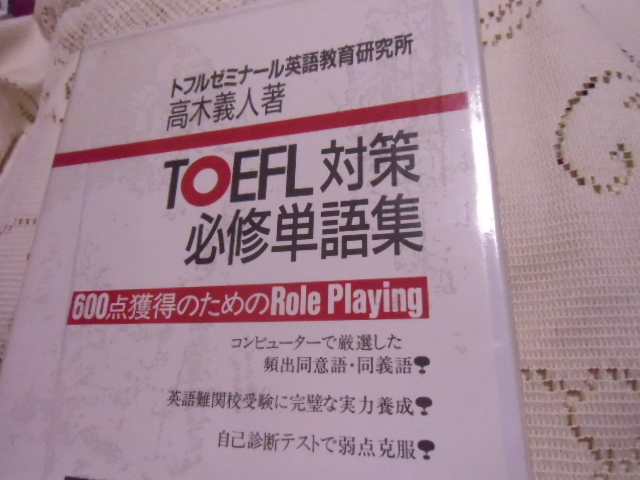 トフルゼミナール英語教育研究所
高木義人著
TOEFL対策
必修単語集
600点獲得のためのRole Playing
コンピューターで厳選した
頻出同意語・同義語
英語難関校受験に完璧な実力養成
自己診断テストで弱点克服